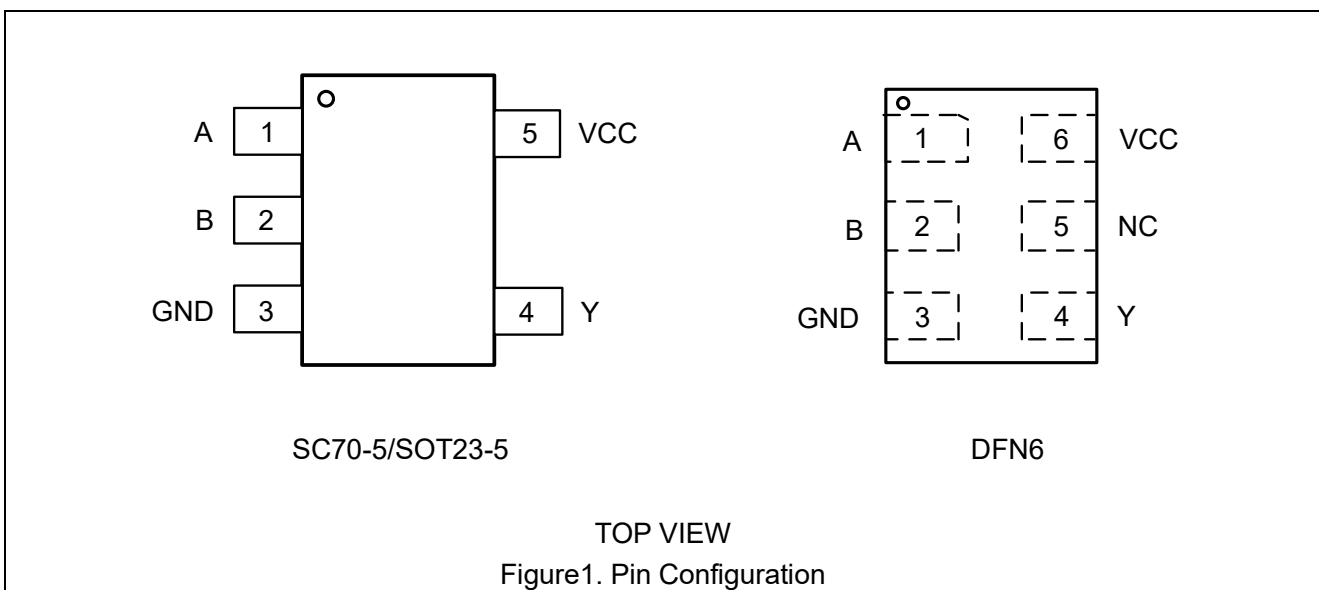 A 1 5 VCC
B 2
GND 3 4 Y
SC70-5/SOT23-5
A 1 6 VCC
B 2 5 NC
GND 3 4 Y
DFN6
TOP VIEW
Figure1. Pin Configuration